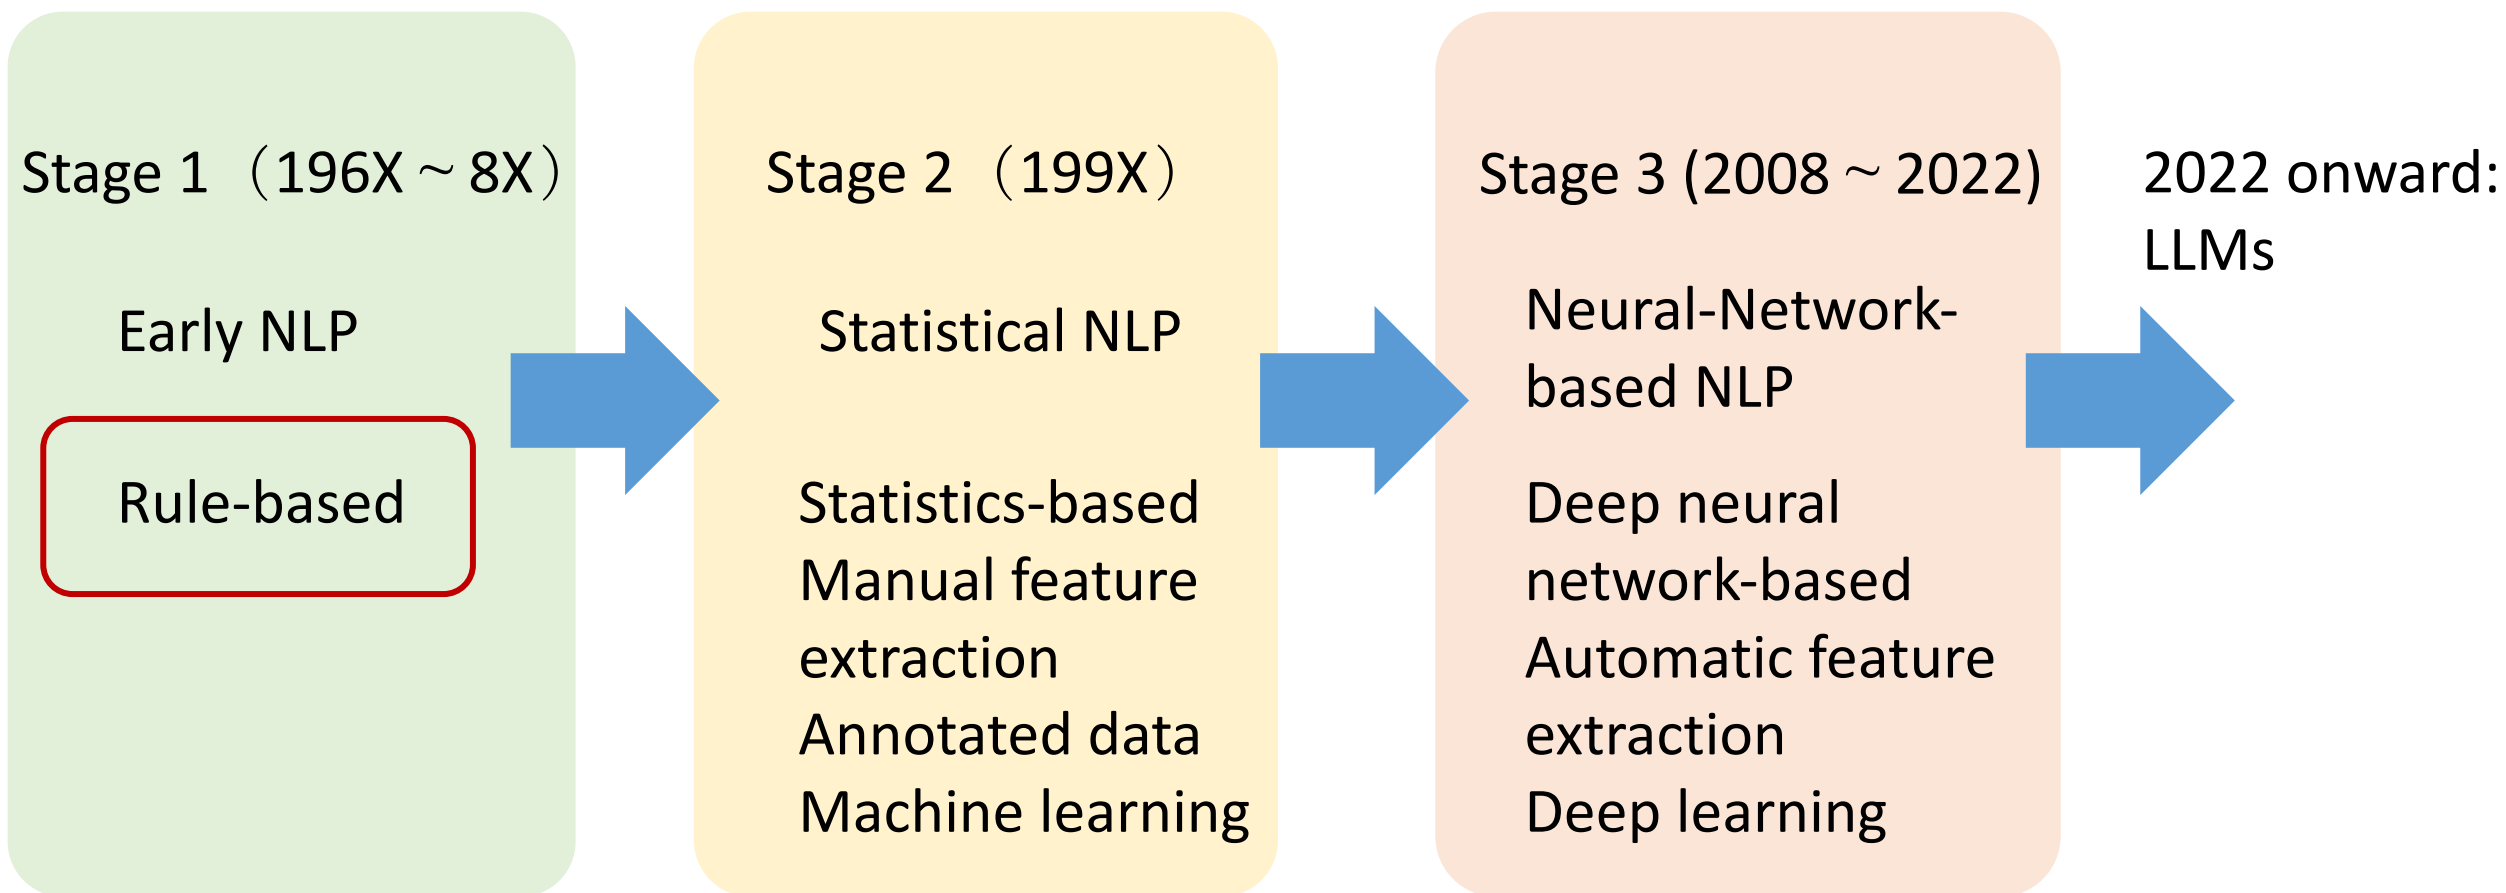 Stage 1 (196X ~ 8X)
Early NLP
Rule-based
Stage 2 (199X)
Statistical NLP
Statistics-based
Manual feature
extraction
Annotated data
Machine learning
Stage 3 (2008 ~ 2022)
Neural-Network-
based NLP
Deep neural
network-based
Automatic feature
extraction
Deep learning
2022 onward:
LLMs